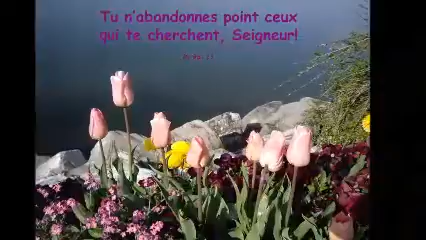 Tu n'abandonnes point ceux
qui te cherchent, Seigneur!